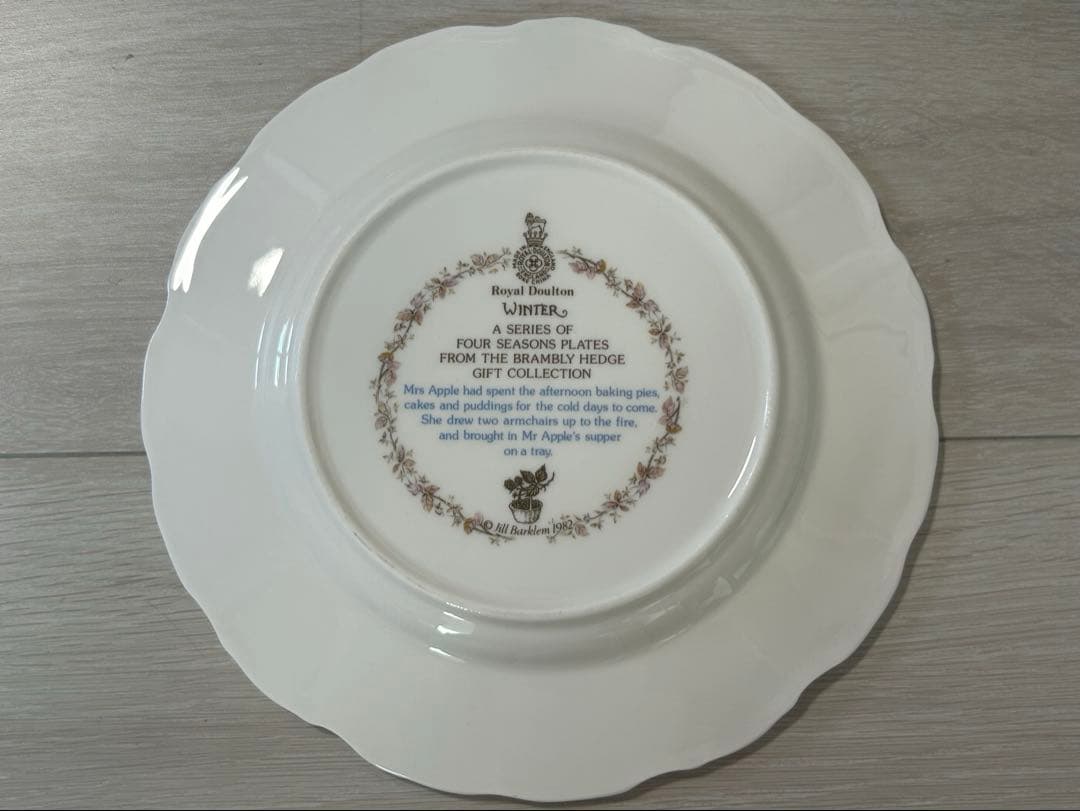 Royal Doulton
WINTER
A SERIES OF
FOUR SEASONS PLATES
FROM THE BRAMBLY HEDGE
GIFT COLLECTION
Mrs Apple had spent the afternoon baking pies,
cakes and puddings for the cold days to come.
She drew two armchairs up to the fire,
and brought in Mr Apple's supper
on a tray.
© Jill Barklem 1982